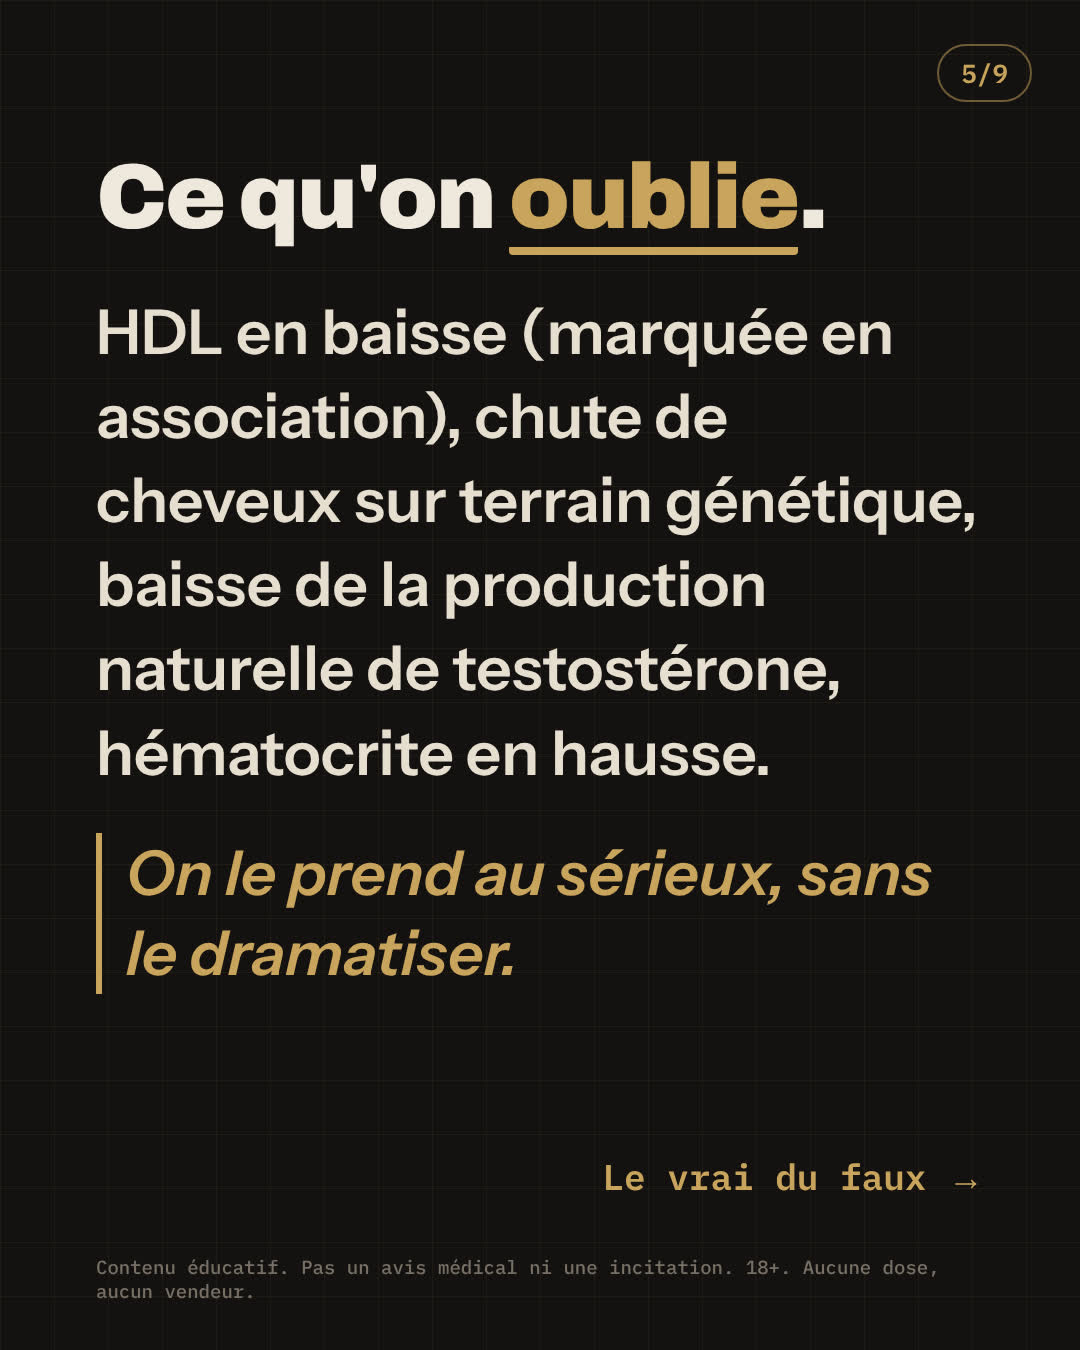 5/9
Ce qu'on oublie.
HDL en baisse (marquée en
association), chute de
cheveux sur terrain génétique,
baisse de la production
naturelle de testostérone,
hématocrite en hausse.
On le prend au sérieux, sans
le dramatiser.
Le vrai du faux →
Contenu éducatif. Pas un avis médical ni une incitation. 18+. Aucune dose,
aucun vendeur.